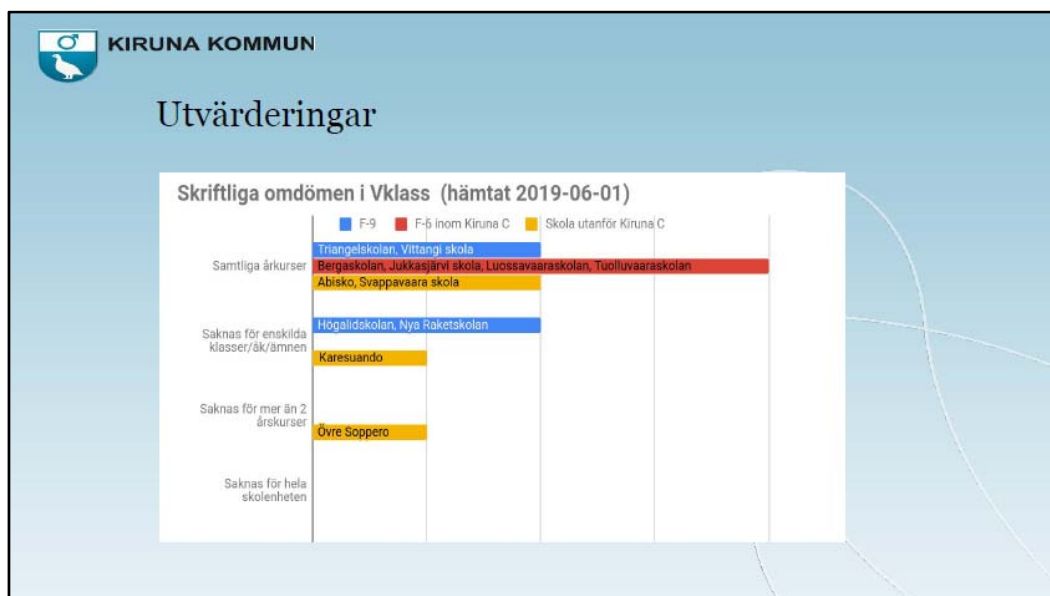 KIRUNA KOMMUN
Utvärderingar
Skriftliga omdömen i Vklass (hämtat 2019-06-01)
F-9 F-6 inom Kiruna C Skola utanför Kiruna C
Samtliga årkurser
Triangelskolan, Vittangi skola
Bergaskolan, Jukkasjärvi skola, Luossavaaraskolan, Tuolluvaaraskolan
Abisko, Svappavaara skola
Saknas för enskilda
klasser/åk/ämnen
Högalidskolan, Nya Raketskolan
Karesuando
Saknas för mer än 2
årskurser
Övre Soppero
Saknas för hela
skolenheten